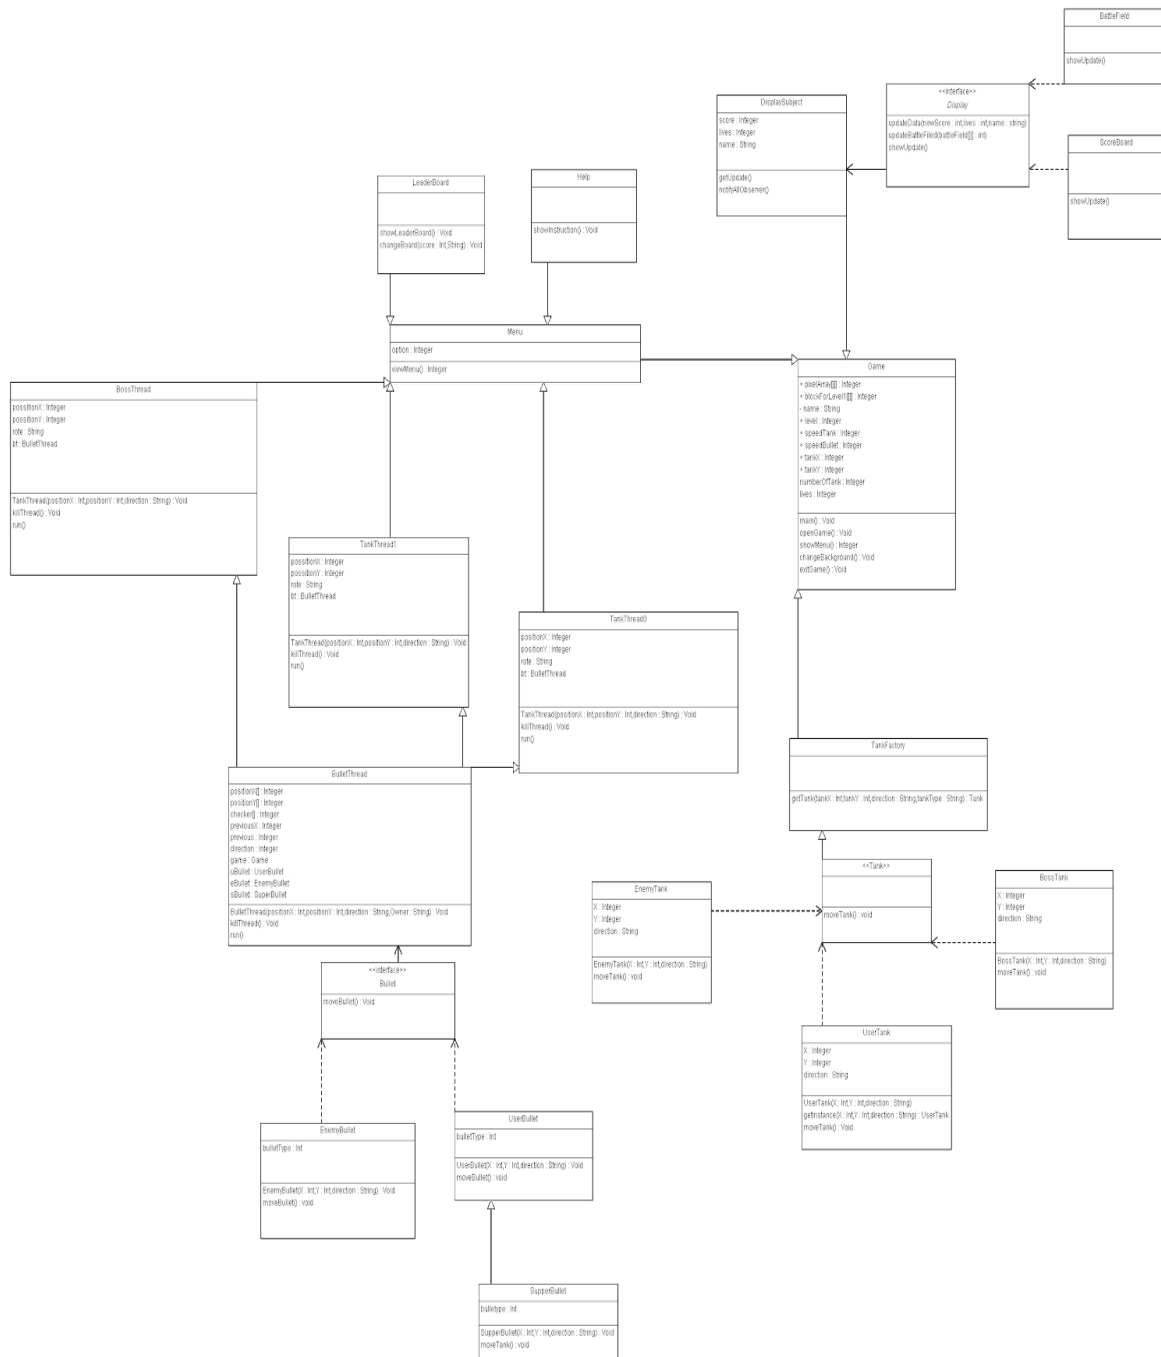 BattleField
showUpdate()
<<interface>>
Display
updateData(newScore : int,lives : int,name : string)
updateBattleFiled(battleField[][] : int)
showUpdate()
DisplaySubject
score : Integer
lives : Integer
name : String
getUpdate()
notifyAllObserver()
ScoreBoard
showUpdate()
LeaderBoard
showLeaderBoard() : Void
changeBoard(score : Int,String) : Void
Help
showInstruction() : Void
Menu
option : Integer
viewMenu() : Integer
Game
+ pixelArray[][] : Integer
+ blockForLevel1[][] : Integer
- name : String
+ level : Integer
+ speedTank : Integer
+ speedBullet : Integer
+ tankX : Integer
+ tankY : Integer
numberOfTank : Integer
lives : Integer
main() : Void
openGame() : Void
showMenu() : Integer
changeBackground() : Void
exitGame() : Void
BossThread
possitionX : Integer
possitionY : Integer
rote : String
bt : BulletThread
TankThread(positionX : Int,positionY : Int,direction : String) : Void
killThread() : Void
run()
TankThread1
possitionX : Integer
possitionY : Integer
rote : String
bt : BulletThread
TankThread(positionX : Int,positionY : Int,direction : String) : Void
killThread() : Void
run()
TankThread()
positionX : Integer
positionY : Integer
rote : String
bt : BulletThread
TankThread(positionX : Int,positionY : Int,direction : String) : Void
killThread() : Void
run()
BulletThread
positionX[] : Integer
positionY[] : Integer
checker[] : Integer
previousX : Integer
previous : Integer
direction : Integer
game : Game
uBullet : UserBullet
eBullet : EnemyBullet
sBullet : SuperBullet
BulletThread(positionX : Int,positionY : Int,direction : String,Owner : String) : Void
killThread() : Void
run()
TankFactory
getTank(tankX : Int,tankY : Int,direction : String,tankType : String) : Tank
<<Tank>>
moveTank() : void
EnemyTank
X : Integer
Y : Integer
direction : String
EnemyTank(X : Int,Y : Int,direction : String)
moveTank() : void
BossTank
X : Integer
Y : Integer
direction : String
BossTank(X : Int,Y : Int,direction : String)
moveTank() : void
<<interface>>
Bullet
moveBullet() : Void
UserTank
X : Integer
Y : Integer
direction : String
UserTank(X : Int,Y : Int,direction : String)
getInstance(X : Int,Y : Int,direction : String) : UserTank
moveTank() : Void
EnemyBullet
bulletType : Int
EnemyBullet(X : Int,Y : Int,direction : String) : Void
moveBullet() : void
UserBullet
bulletType : Int
UserBullet(X : Int,Y : Int,direction : String) : Void
moveBullet() : void
SupperBullet
bulletype : Int
SupperBullet(X : Int,Y : Int,direction : String) : Void
moveTank() : void